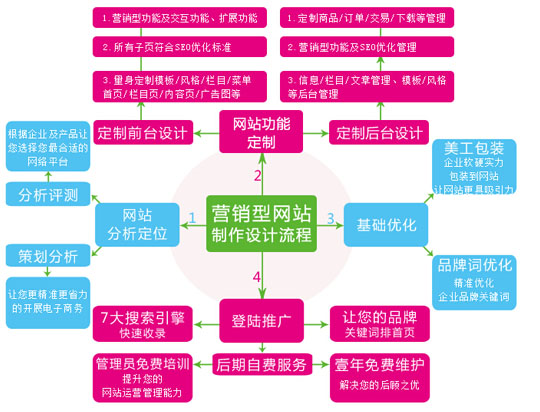 1.营销型功能及交互功能、扩展功能
2.所有子页符合SEO优化标准
3.量身定制模板/风格/栏目/菜单
首页/栏目页/内容页/广告图等
1.定制商品/订单/交易/下载等管理
2.营销型功能及SEO优化管理
3.信息/栏目/文章管理、模板/风格
等后台管理
定制前台设计
网站功能
定制
定制后台设计
根据企业及产品让
您选择您最合适的
网络平台
分析评测
网站
分析定位
策划分析
让您更精准更省力
的开展电子商务
1
2
营销型网站
制作设计流程
3
4
基础优化
美工包装
企业软硬实力
包装到网站
让网站更具吸引力
品牌词优化
精准优化
企业品牌关键词
7大搜索引擎
快速收录
登陆推广
让您的品牌
关键词排首页
管理员免费培训
提升您的
网站运营管理能力
后期自费服务
壹年免费维护
解决您的后顾之优